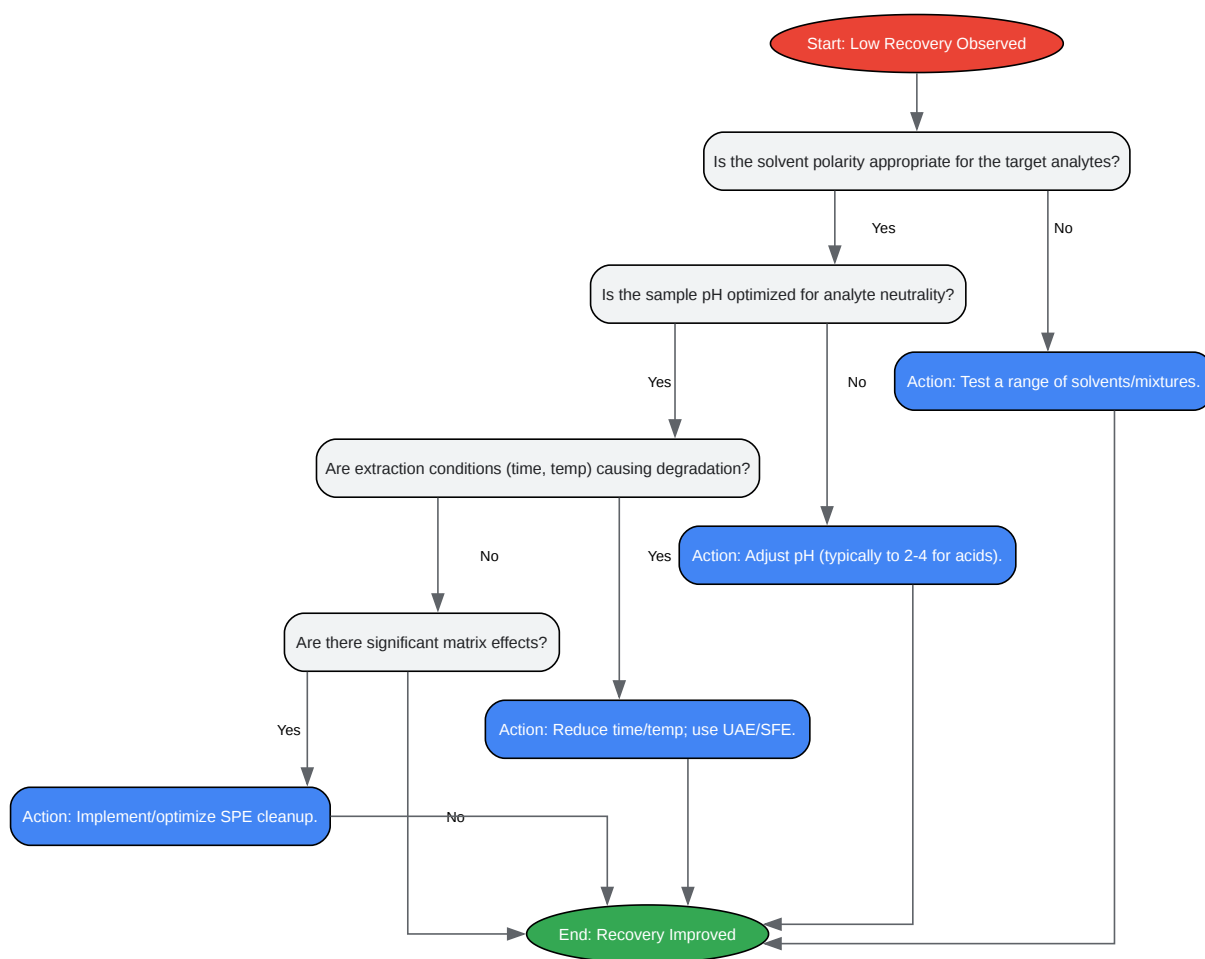 Start: Low Recovery Observed
Is the solvent polarity appropriate for the target analytes?
Yes
No
Is the sample pH optimized for analyte neutrality?
Yes
No
Action: Test a range of solvents/mixtures.
Are extraction conditions (time, temp) causing degradation?
No
Yes
Action: Adjust pH (typically to 2-4 for acids).
Are there significant matrix effects?
Yes
Action: Reduce time/temp; use UAE/SFE.
Action: Implement/optimize SPE cleanup.
No
End: Recovery Improved